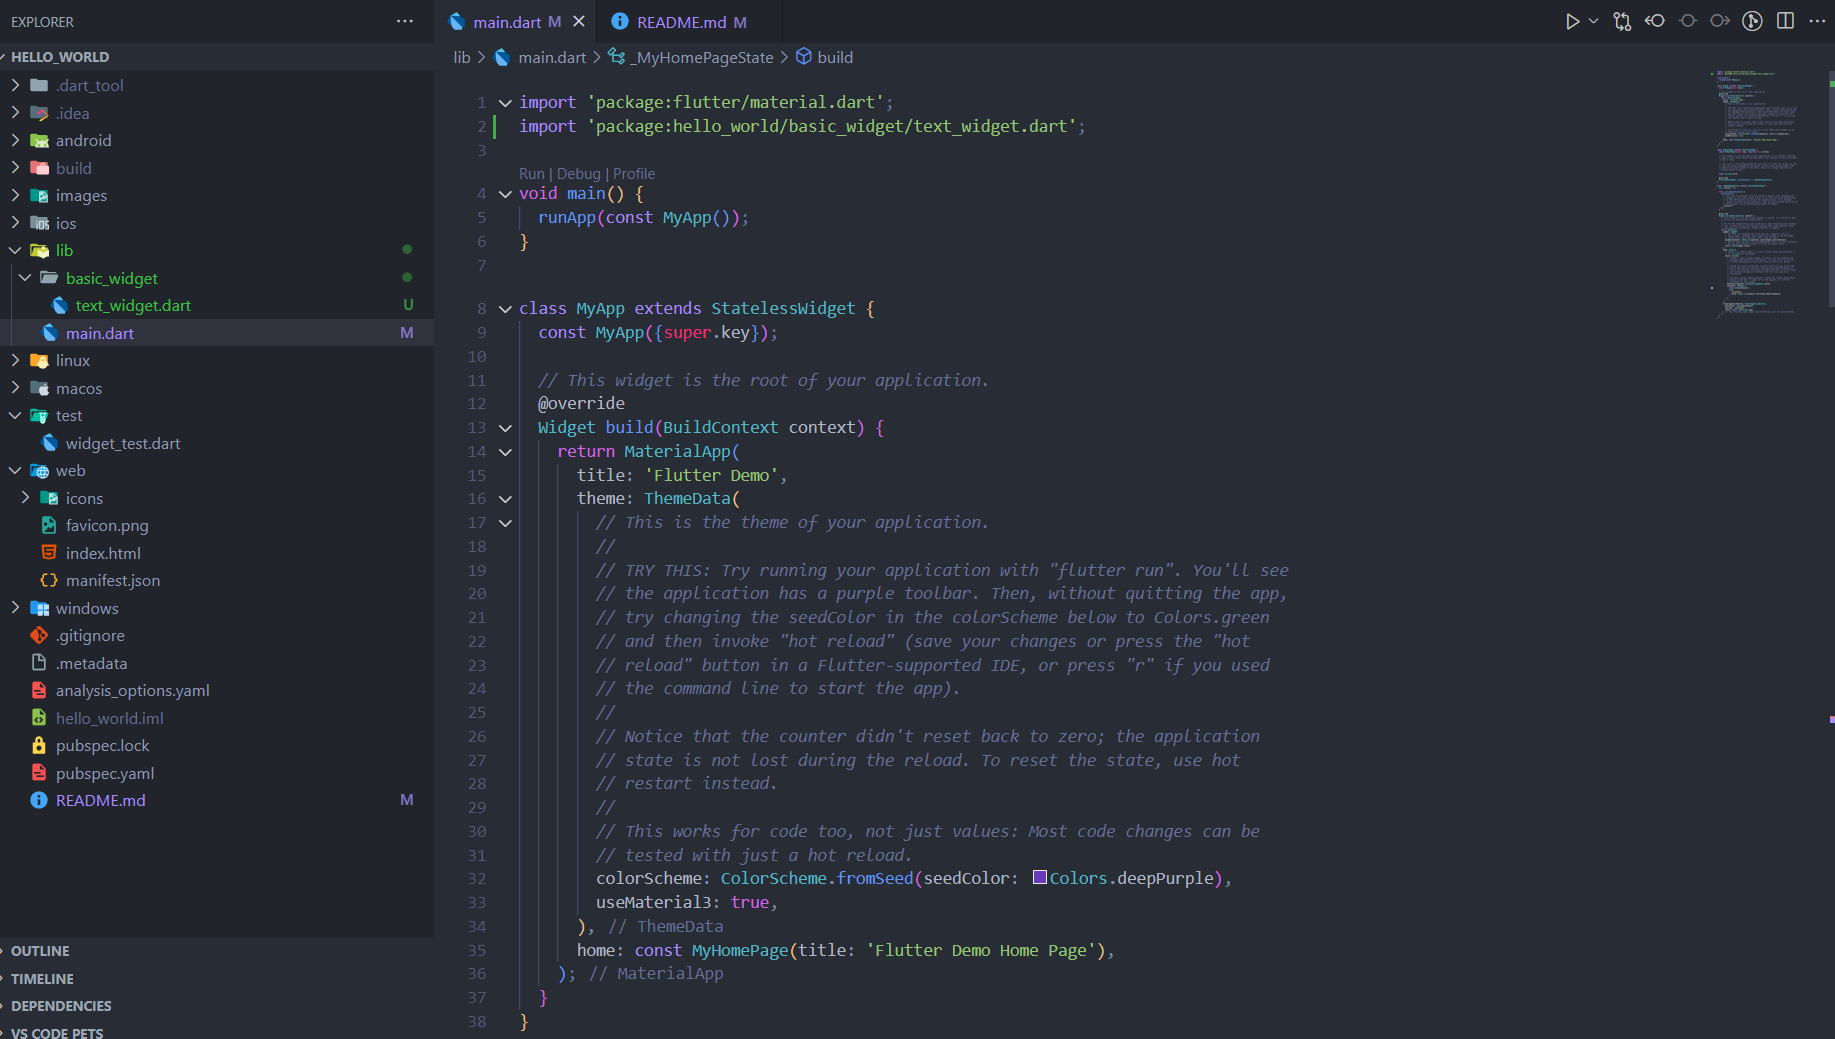 EXPLORER
HELLO_WORLD
.dart_tool
.idea
android
build
images
ios
lib
basic_widget
text_widget.dart U
main.dart M
linux
macos
test
widget_test.dart
web
icons
favicon.png
index.html
manifest.json
windows
.gitignore
.metadata
analysis_options.yaml
hello_world.iml
pubspec.lock
pubspec.yaml
README.md M
OUTLINE
TIMELINE
DEPENDENCIES
VS CODE PETS
main.dart M README.md M
lib > main.dart > _MyHomePageState > build
1 import 'package:flutter/material.dart';
2 import 'package:hello_world/basic_widget/text_widget.dart';
3
Run | Debug | Profile
4 void main() {
5 runApp(const MyApp());
6 }
7
8 class MyApp extends StatelessWidget {
9 const MyApp({super.key});
10
11 // This widget is the root of your application.
12 @override
13 Widget build(BuildContext context) {
14 return MaterialApp(
15 title: 'Flutter Demo',
16 theme: ThemeData(
17 // This is the theme of your application.
18 //
19 // TRY THIS: Try running your application with "flutter run". You'll see
20 // the application has a purple toolbar. Then, without quitting the app,
21 // try changing the seedColor in the colorScheme below to Colors.green
22 // and then invoke "hot reload" (save your changes or press the "hot
23 // reload" button in a Flutter-supported IDE, or press "r" if you used
24 // the command line to start the app).
25 //
26 // Notice that the counter didn't reset back to zero; the application
27 // state is not lost during the reload. To reset the state, use hot
28 // restart instead.
29 //
30 // This works for code too, not just values: Most code changes can be
31 // tested with just a hot reload.
32 colorScheme: ColorScheme.fromSeed(seedColor: Colors.deepPurple),
33 useMaterial3: true,
34 ), // ThemeData
35 home: const MyHomePage(title: 'Flutter Demo Home Page'),
36 ); // MaterialApp
37 }
38 }